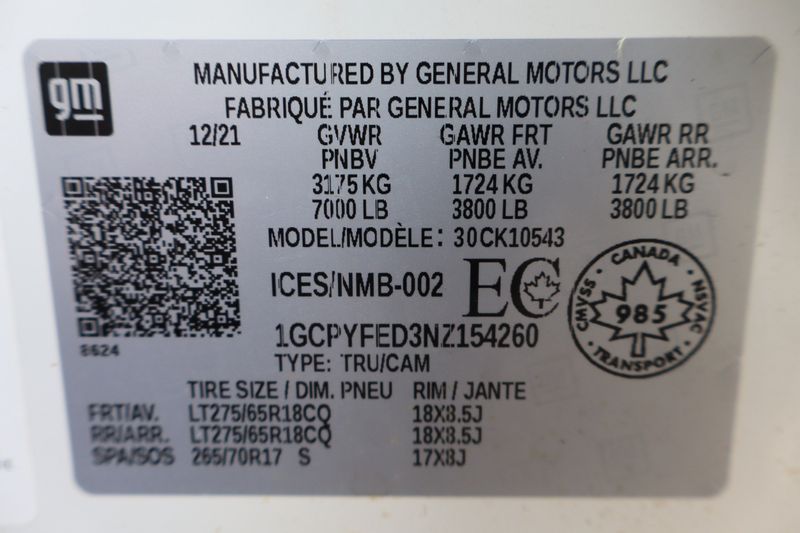 gm
MANUFACTURED BY GENERAL MOTORS LLC
FABRIQUÉ PAR GENERAL MOTORS LLC
12/21 GVWR GAWR FRT GAWR RR
PNBV PNBE AV. PNBE ARR.
3175 KG 1724 KG 1724 KG
7000 LB 3800 LB 3800 LB
MODEL/MODÈLE: 30CK10543
ICES/NMB-002 EC
CANADA
CMVSS 985 NSVAC
TRANSPORT
1GCPYFED3NZ154260
8624
TYPE: TRU/CAM
TIRE SIZE / DIM. PNEU RIM / JANTE
FRT/AV. LT275/65R18CQ 18X8.5J
RR/ARR. LT275/65R18CQ 18X8.5J
SPA/SOS 265/70R17 S 17X8J